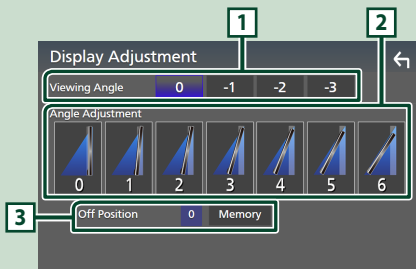 1
2
Display Adjustment
Viewing Angle 0 -1 -2 -3
Angle Adjustment
0 1 2 3 4 5 6
3
Off Position 0 Memory